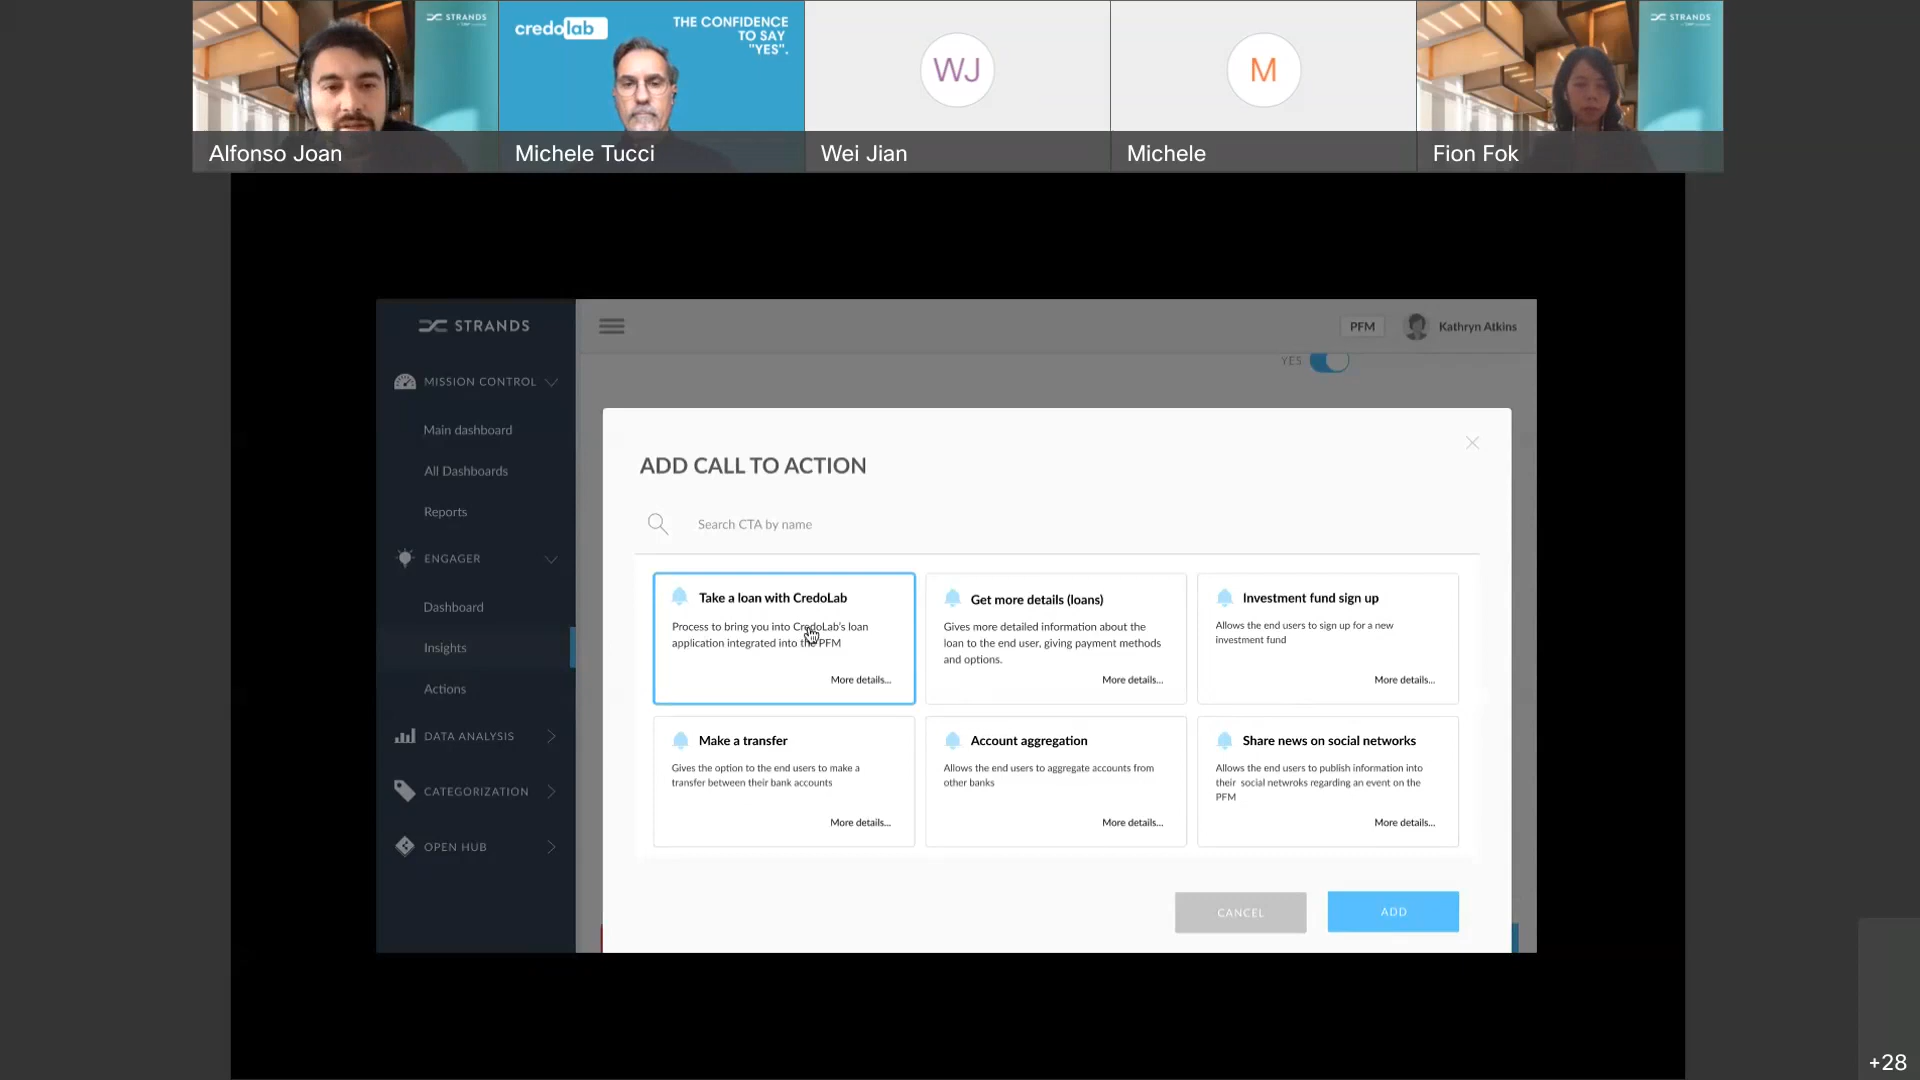 STRANDS
credolab
THE CONFIDENCE
TO SAY
"YES".
WJ
M
STRANDS
Alfonso Joan
Michele Tucci
Wei Jian
Michele
Fion Fok
STRANDS
PFM
Kathryn Atkins
YES
MISSION CONTROL
Main dashboard
All Dashboards
Reports
ENGAGER
Dashboard
Insights
Actions
DATA ANALYSIS
CATEGORIZATION
OPEN HUB
ADD CALL TO ACTION
Search CTA by name
Take a loan with CredoLab
Process to bring you into CredoLab's loan
application integrated into the PFM
More details...
Get more details (loans)
Gives more detailed information about the
loan to the end user, giving payment methods
and options.
More details...
Investment fund sign up
Allows the end users to sign up for a new
investment fund
More details...
Make a transfer
Gives the option to the end users to make a
transfer between their bank accounts
More details...
Account aggregation
Allows the end users to aggregate accounts from
other banks
More details...
Share news on social networks
Allows the end users to publish information into
their social netwroks regarding an event on the
PFM
More details...
CANCEL
ADD
+28